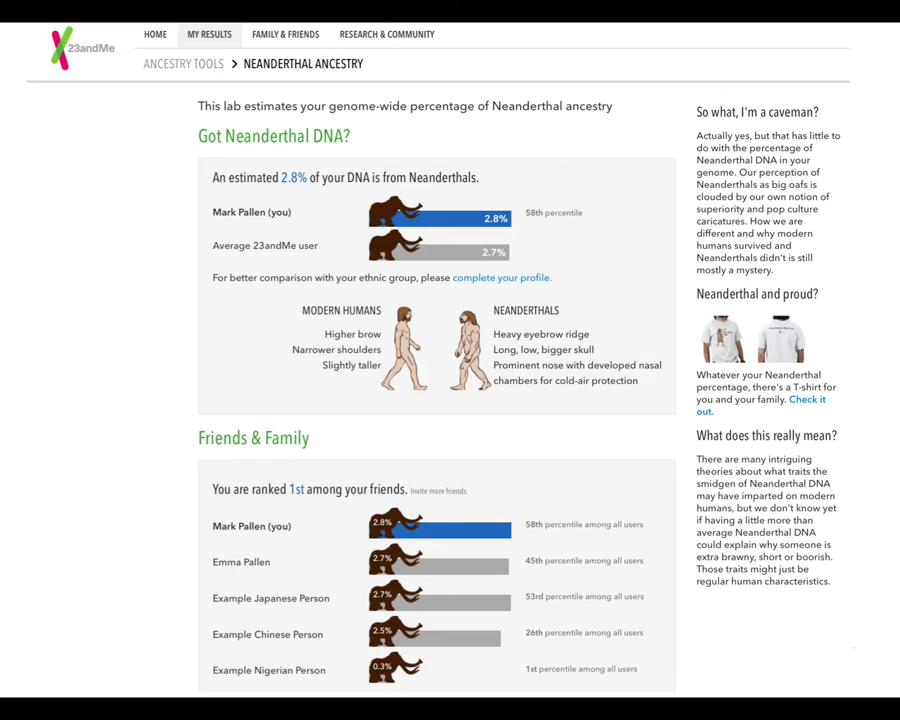 23andMe
HOME
MY RESULTS
FAMILY & FRIENDS
RESEARCH & COMMUNITY
ANCESTRY TOOLS > NEANDERTHAL ANCESTRY
This lab estimates your genome-wide percentage of Neanderthal ancestry
Got Neanderthal DNA?
An estimated 2.8% of your DNA is from Neanderthals.
Mark Pallen (you)
2.8%
58th percentile
Average 23andMe user
2.7%
For better comparison with your ethnic group, please complete your profile.
MODERN HUMANS
Higher brow
Narrower shoulders
Slightly taller
NEANDERTHALS
Heavy eyebrow ridge
Long, low, bigger skull
Prominent nose with developed nasal
chambers for cold-air protection
Friends & Family
You are ranked 1st among your friends. Invite more friends
Mark Pallen (you)
2.8%
58th percentile among all users
Emma Pallen
2.7%
45th percentile among all users
Example Japanese Person
2.7%
53rd percentile among all users
Example Chinese Person
2.5%
26th percentile among all users
Example Nigerian Person
0.3%
1st percentile among all users
So what, I'm a caveman?
Actually yes, but that has little to
do with the percentage of
Neanderthal DNA in your
genome. Our perception of
Neanderthals as big oafs is
clouded by our own notion of
superiority and pop culture
caricatures. How we are
different and why modern
humans survived and
Neanderthals didn't is still
mostly a mystery.
Neanderthal and proud?
Whatever your Neanderthal
percentage, there's a T-shirt for
you and your family. Check it
out.
What does this really mean?
There are many intriguing
theories about what traits the
smidgen of Neanderthal DNA
may have imparted on modern
humans, but we don't know yet
if having a little more than
average Neanderthal DNA
could explain why someone is
extra brawny, short or boorish.
Those traits might just be
regular human characteristics.